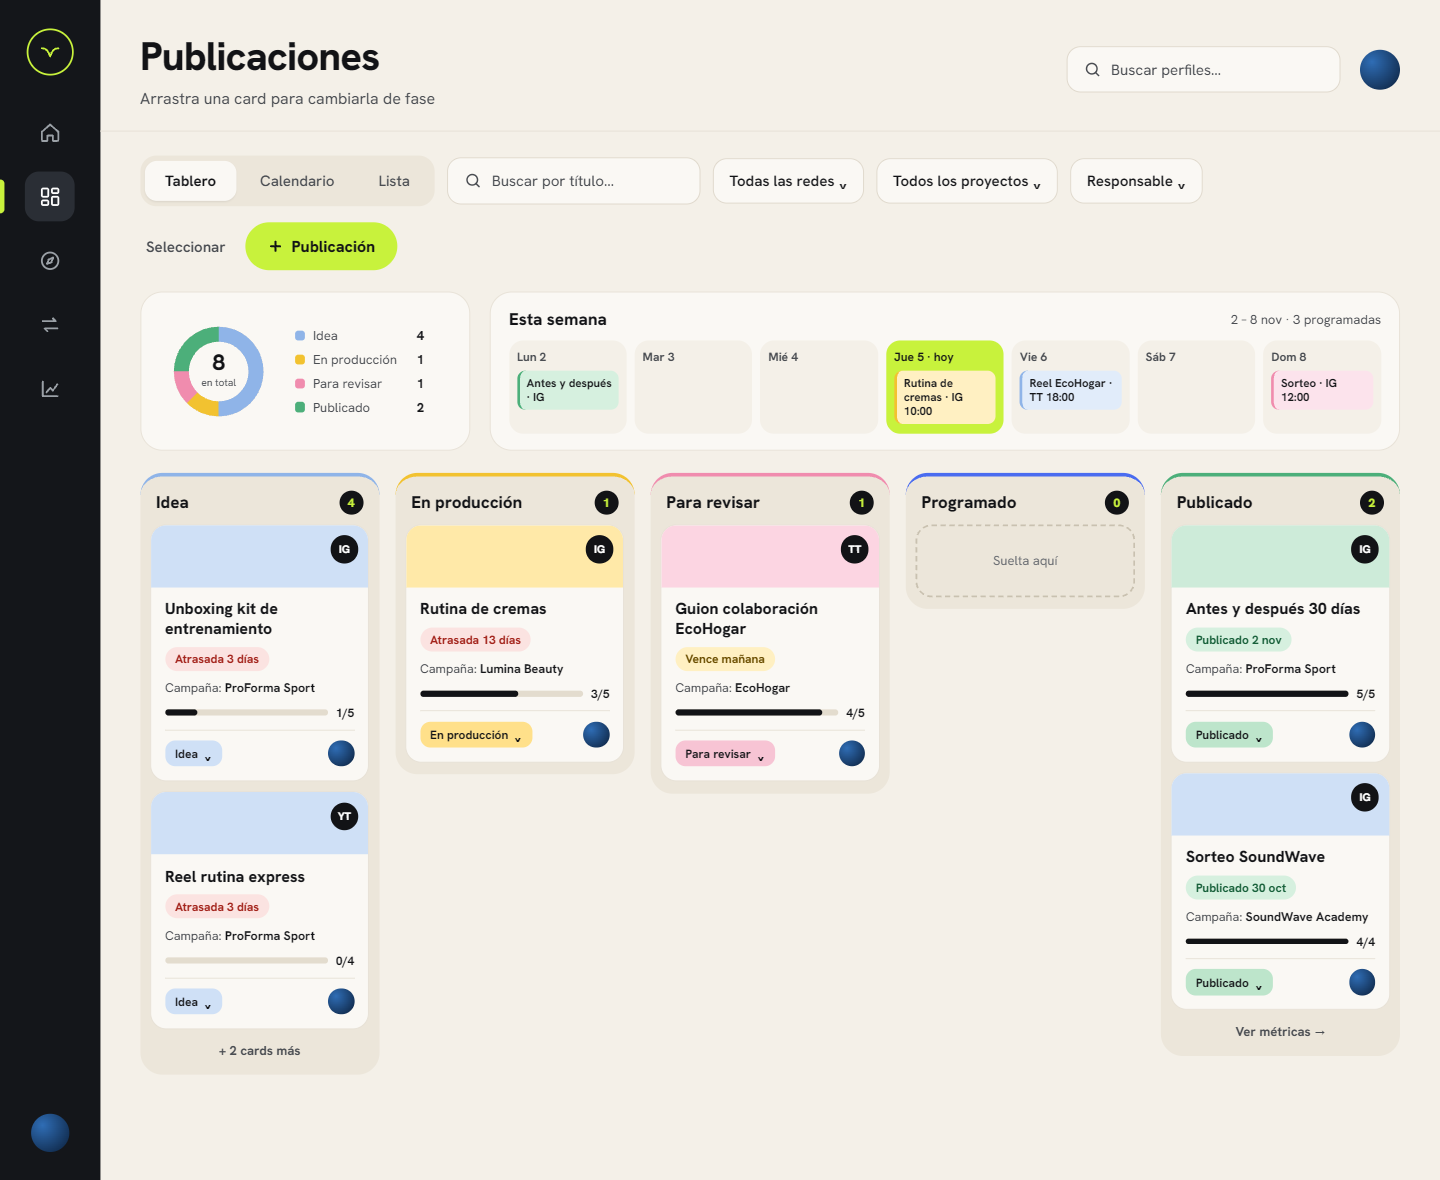 Publicaciones
Arrastra una card para cambiarla de fase
Buscar perfiles...
Tablero
Calendario
Lista
Buscar por título...
Todas las redes
Todos los proyectos
Responsable
Seleccionar
+ Publicación
8
en total
Idea 4
En producción 1
Para revisar 1
Publicado 2
Esta semana
2 – 8 nov · 3 programadas
Lun 2
Antes y después
· IG
Mar 3
Mié 4
Jue 5 · hoy
Rutina de
cremas · IG
10:00
Vie 6
Reel EcoHogar ·
TT 18:00
Sáb 7
Dom 8
Sorteo · IG
12:00
Idea 4
IG
Unboxing kit de
entrenamiento
Atrasada 3 días
Campaña: ProForma Sport
1/5
Idea
YT
Reel rutina express
Atrasada 3 días
Campaña: ProForma Sport
0/4
Idea
+ 2 cards más
En producción 1
IG
Rutina de cremas
Atrasada 13 días
Campaña: Lumina Beauty
3/5
En producción
Para revisar 1
TT
Guion colaboración
EcoHogar
Vence mañana
Campaña: EcoHogar
4/5
Para revisar
Programado 0
Suelta aquí
Publicado 2
IG
Antes y después 30 días
Publicado 2 nov
Campaña: ProForma Sport
5/5
Publicado
IG
Sorteo SoundWave
Publicado 30 oct
Campaña: SoundWave Academy
4/4
Publicado
Ver métricas →